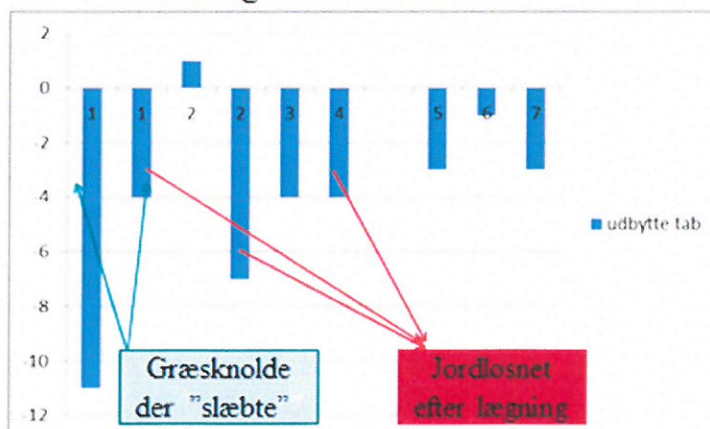 2
0
1 1 2 2 3 4 5 6 7
-2
-4
udbytte tab
-6
-8
-10
-12
Græsknolde
der ”slæbte”
Jordløsnet
efter lægning